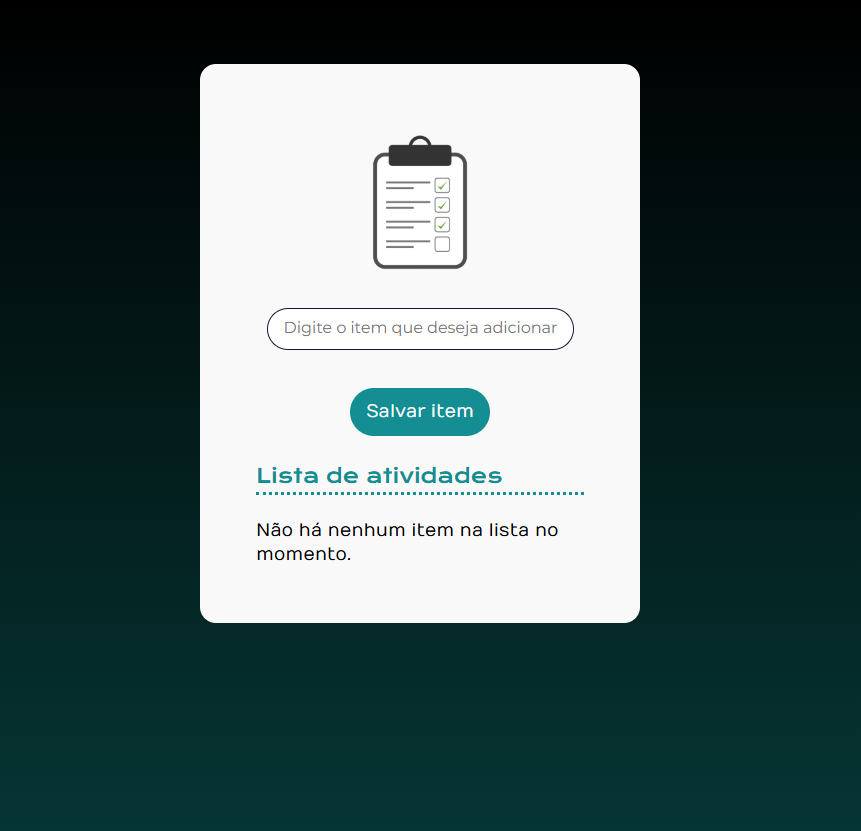 Digite o item que deseja adicionar
Salvar item
Lista de atividades
Não há nenhum item na lista no
momento.